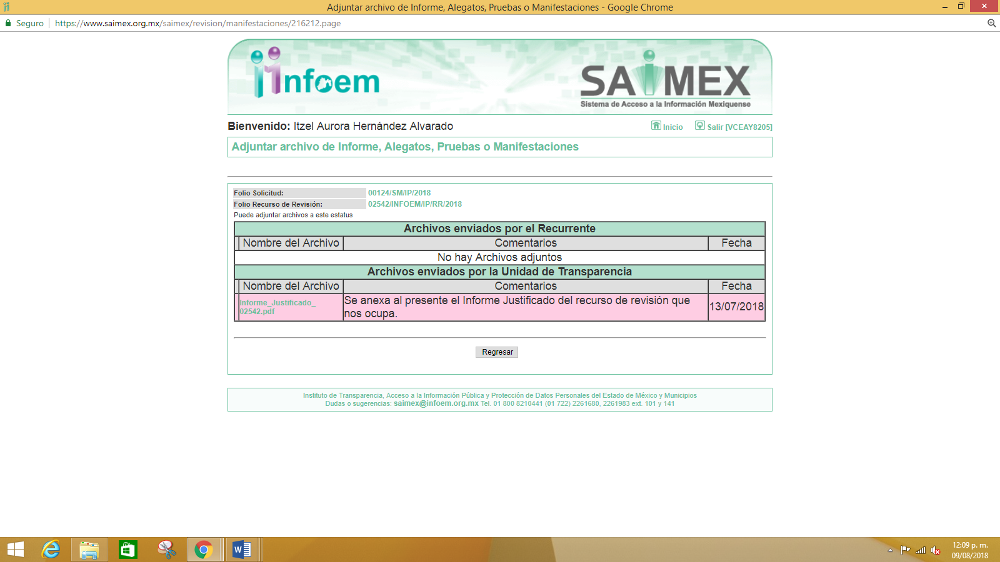 Adjuntar archivo de Informe, Alegatos, Pruebas o Manifestaciones - Google Chrome
Seguro https://www.saimex.org.mx/saimex/revision/manifestaciones/216212.page
infoem
SAIMEX
Sistema de Acceso a la Información Mexiquense
Bienvenido: Itzel Aurora Hernández Alvarado
Inicio Salir [VCEAY8205]
Adjuntar archivo de Informe, Alegatos, Pruebas o Manifestaciones
Folio Solicitud: 00124/SM/IP/2018
Folio Recurso de Revisión: 02542/INFOEM/IP/RR/2018
Puede adjuntar archivos a este estatus
Archivos enviados por el Recurrente
Nombre del Archivo Comentarios Fecha
No hay Archivos adjuntos
Archivos enviados por la Unidad de Transparencia
Nombre del Archivo Comentarios Fecha
Informe_Justificado_
02542.pdf
Se anexa al presente el Informe Justificado del recurso de revisión que
nos ocupa.
13/07/2018
Regresar
Instituto de Transparencia, Acceso a la Información Pública y Protección de Datos Personales del Estado de México y Municipios
Dudas o sugerencias: saimex@infoem.org.mx Tel. 01 800 8210441 (01 722) 2261680, 2261983 ext. 101 y 141
12:09 p. m.
09/08/2018